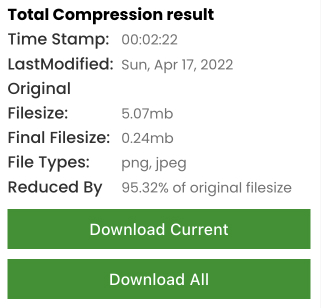 Total Compression result
Time Stamp: 00:02:22
LastModified: Sun, Apr 17, 2022
Original
Filesize: 5.07mb
Final Filesize: 0.24mb
File Types: png, jpeg
Reduced By 95.32% of original filesize
Download Current
Download All